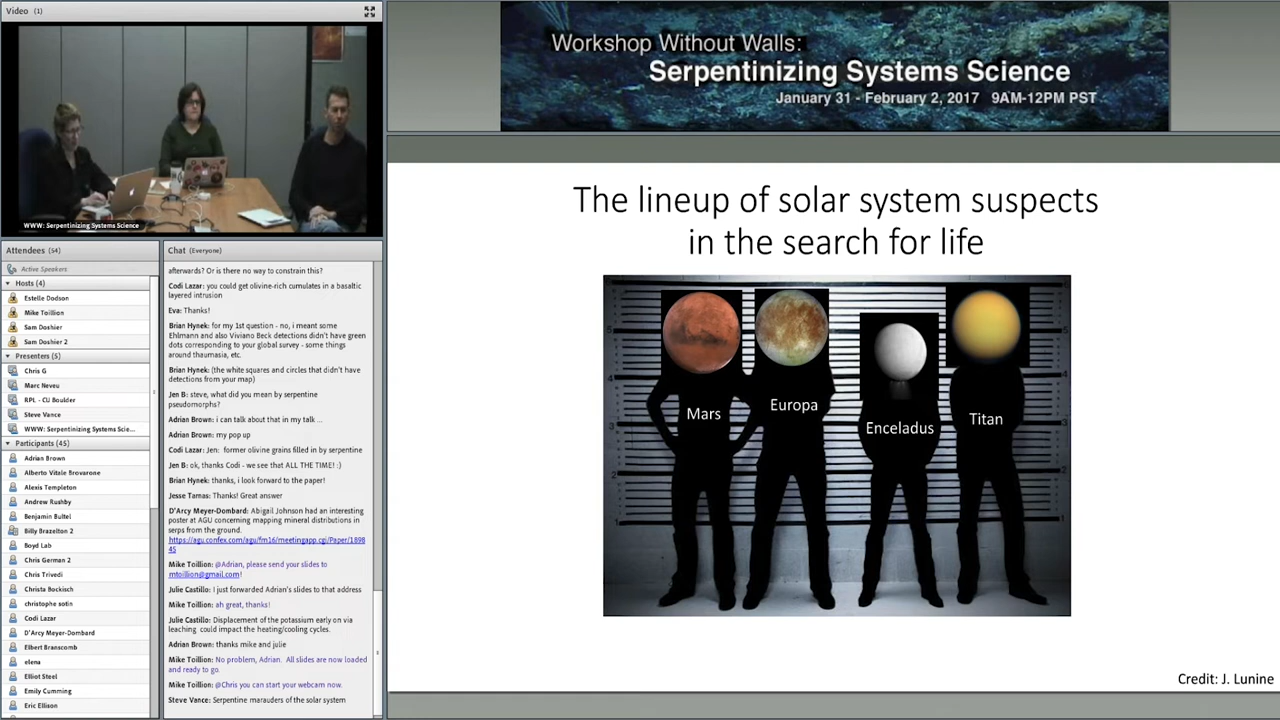 Video (1)
WWW: Serpentinizing Systems Science
Attendees (54)
Active Speakers
Hosts (4)
Estelle Dodson
Mike Toillion
Sam Doshier
Sam Doshier 2
Presenters (5)
Chris G
Marc Neveu
RPL - CU Boulder
Steve Vance
WWW: Serpentinizing Systems Scie...
Participants (45)
Adrian Brown
Alberto Vitale Brovarone
Alexis Templeton
Andrew Rushby
Benjamin Bultel
Billy Brazelton 2
Boyd Lab
Chris German 2
Chris Trivedi
Christa Bockisch
christophe sotin
Codi Lazar
D'Arcy Meyer-Dombard
Elbert Branscomb
elena
Elliot Steel
Emily Cumming
Eric Ellison
Chat (Everyone)
afterwards? Or is there no way to constrain this?
Codi Lazar: you could get olivine-rich cumulates in a basaltic
layered intrusion
Eva: Thanks!
Brian Hynek: for my 1st question - no, i meant some
Ehlmann and also Viviano Beck detections didn't have green
dots corresponding to your global survey - some things
around thaumasia, etc.
Brian Hynek: (the white squares and circles that didn't have
detections from your map)
Jen B: steve, what did you mean by serpentine
pseudomorphs?
Adrian Brown: i can talk about that in my talk ...
Adrian Brown: my pop up
Codi Lazar: Jen: former olivine grains filled in by serpentine
Jen B: ok, thanks Codi - we see that ALL THE TIME! :)
Brian Hynek: thanks, i look forward to the paper!
Jesse Tarnas: Thanks! Great answer
D'Arcy Meyer-Dombard: Abigail Johnson had an interesting
poster at AGU concerning mapping mineral distributions in
serps from the ground.
https://agu.confex.com/agu/fm16/meetingapp.cgi/Paper/1898
45
Mike Toillion: @Adrian, please send your slides to
mtoillion@gmail.com!
Julie Castillo: I just forwarded Adrian's slides to that address
Mike Toillion: ah great, thanks!
Julie Castillo: Displacement of the potassium early on via
leaching could impact the heating/cooling cycles.
Adrian Brown: thanks mike and julie
Mike Toillion: No problem, Adrian. All slides are now loaded
and ready to go.
Mike Toillion: @Chris you can start your webcam now.
Steve Vance: Serpentine marauders of the solar system
Workshop Without Walls:
Serpentinizing Systems Science
January 31 - February 2, 2017 9AM-12PM PST
The lineup of solar system suspects
in the search for life
Mars
Europa
Enceladus
Titan
Credit: J. Lunine